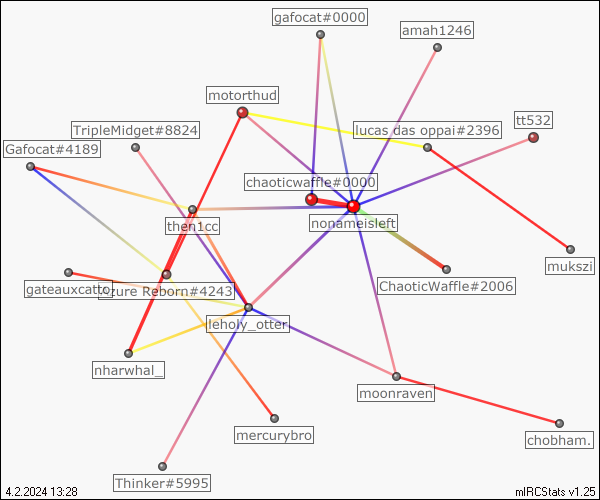 gafocat#0000
amah1246
motorthud
tt532
TripleMidget#8824
lucas das oppai#2396
Gafocat#4189
chaoticwaffle#0000
then1cc
nonameisleft
mukszi
gateauxcatto
zure Reborn#4243
ChaoticWaffle#2006
leholy_otter
nharwhal_
moonraven
mercurybro
chobham.
Thinker#5995
4.2.2024 13:28
mIRCStats v1.25